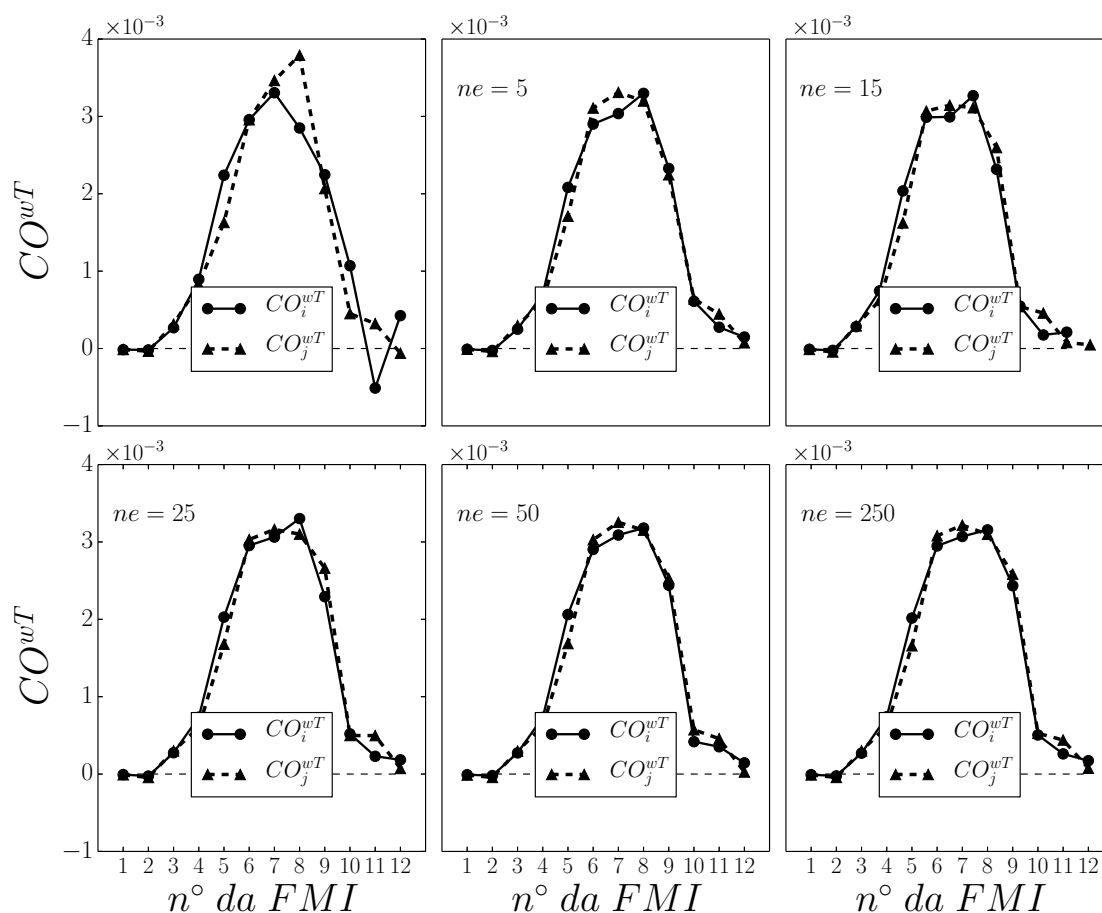 ×10⁻³
4
3
2
1
0
−1
CO^{wT}
CO_i^{wT}
CO_j^{wT}
×10⁻³
ne = 5
CO_i^{wT}
CO_j^{wT}
×10⁻³
ne = 15
CO_i^{wT}
CO_j^{wT}
×10⁻³
4
3
2
1
0
−1
CO^{wT}
ne = 25
CO_i^{wT}
CO_j^{wT}
1 2 3 4 5 6 7 8 9 10 11 12
n° da FMI
×10⁻³
ne = 50
CO_i^{wT}
CO_j^{wT}
1 2 3 4 5 6 7 8 9 10 11 12
n° da FMI
×10⁻³
ne = 250
CO_i^{wT}
CO_j^{wT}
1 2 3 4 5 6 7 8 9 10 11 12
n° da FMI